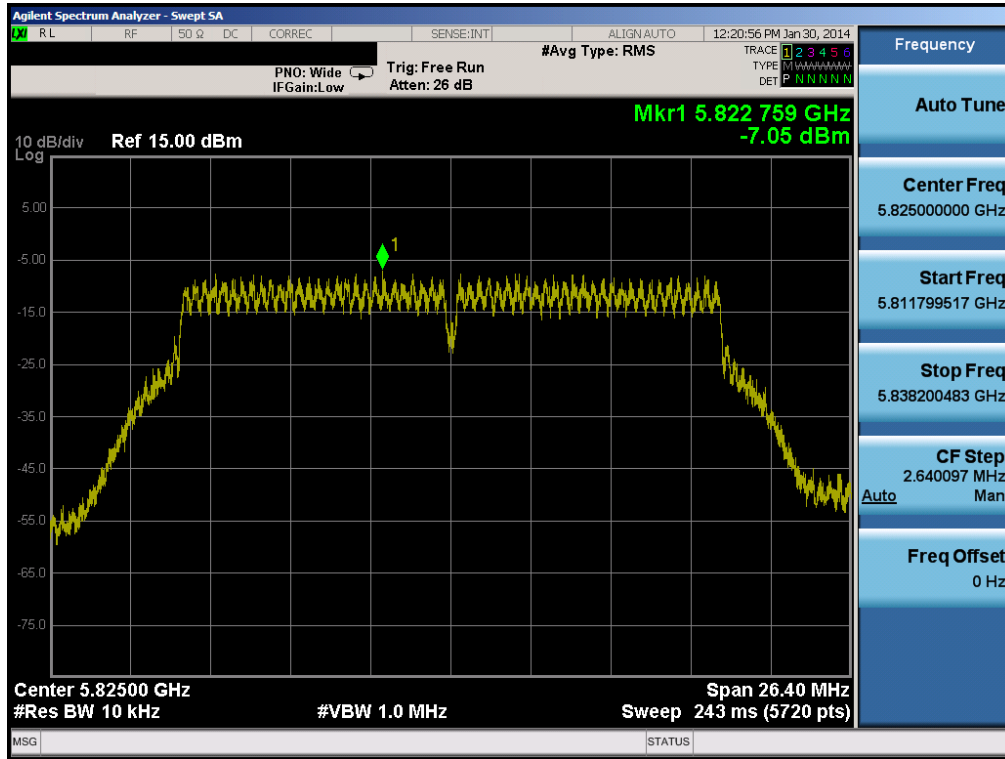 Agilent Spectrum Analyzer - Swept SA
LXI RL RF 50 Ω DC CORREC SENSE:INT ALIGN AUTO 12:20:56 PM Jan 30, 2014
#Avg Type: RMS
TRACE 1 2 3 4 5 6
TYPE M W W W W W
DET P N N N N N
PNO: Wide
IFGain:Low
Trig: Free Run
Atten: 26 dB
Mkr1 5.822 759 GHz
-7.05 dBm
10 dB/div Ref 15.00 dBm
Log
1
5.00
-5.00
-15.0
-25.0
-35.0
-45.0
-55.0
-65.0
-75.0
Center 5.82500 GHz Span 26.40 MHz
#Res BW 10 kHz #VBW 1.0 MHz Sweep 243 ms (5720 pts)
MSG STATUS
Frequency
Auto Tune
Center Freq
5.825000000 GHz
Start Freq
5.811799517 GHz
Stop Freq
5.838200483 GHz
CF Step
2.640097 MHz
Auto Man
Freq Offset
0 Hz